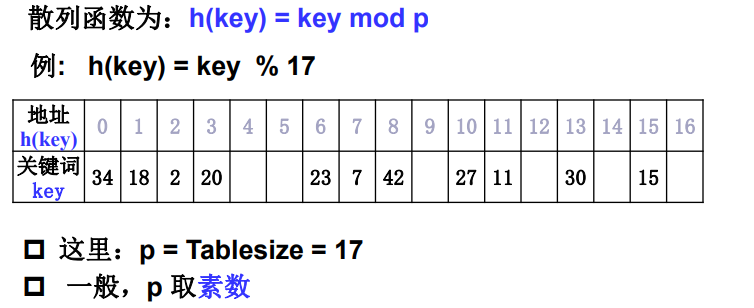 散列函数为：h(key) = key mod p
例: h(key) = key % 17
地址 h(key) 0 1 2 3 4 5 6 7 8 9 10 11 12 13 14 15 16
关键词 key 34 18 2 20 23 7 42 27 11 30 15
这里：p = Tablesize = 17
一般，p 取素数